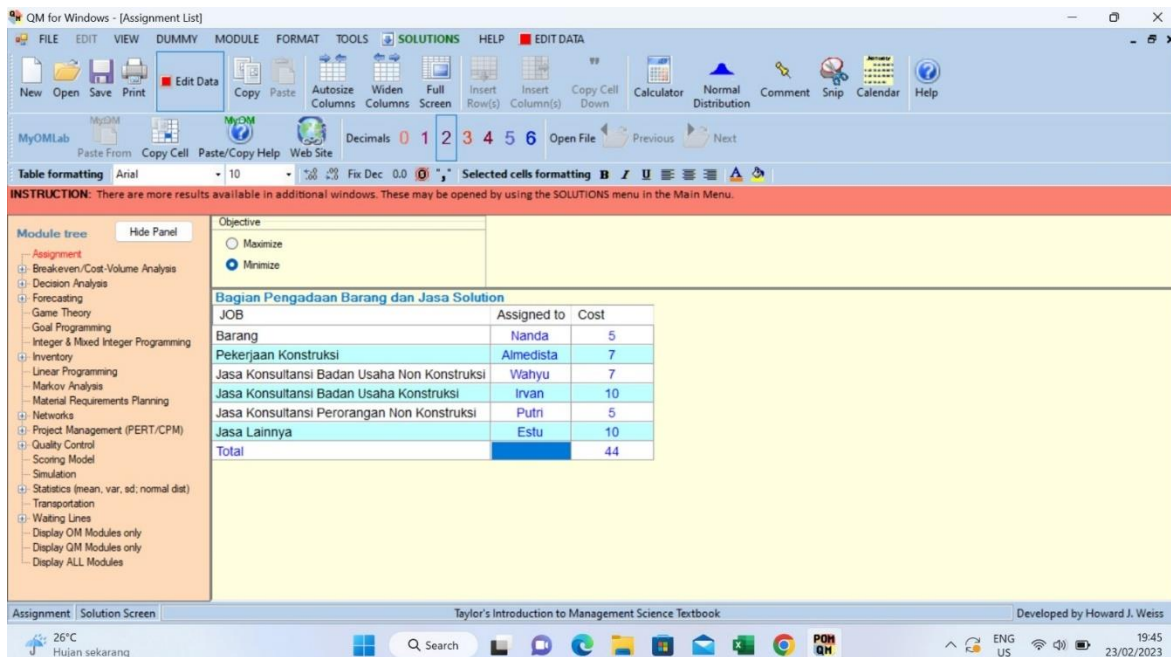 QM for Windows - [Assignment List]
FILE EDIT VIEW DUMMY MODULE FORMAT TOOLS SOLUTIONS HELP EDIT DATA
New Open Save Print Edit Data Copy Paste Autosize Columns Widen Columns Full Screen Insert Row(s) Insert Column(s) Copy Cell Down Calculator Normal Distribution Comment Snip Calendar Help
MyOMLab Paste From Copy Cell Paste/Copy Help Web Site Decimals 0 1 2 3 4 5 6 Open File Previous Next
Table formatting Arial 10 Fix Dec 0.0 0 "," Selected cells formatting B I U A
INSTRUCTION: There are more results available in additional windows. These may be opened by using the SOLUTIONS menu in the Main Menu.
Module tree Hide Panel
Assignment
Breakeven/Cost-Volume Analysis
Decision Analysis
Forecasting
Game Theory
Goal Programming
Integer & Mixed Integer Programming
Inventory
Linear Programming
Markov Analysis
Material Requirements Planning
Networks
Project Management (PERT/CPM)
Quality Control
Scoring Model
Simulation
Statistics (mean, var, sd; normal dist)
Transportation
Waiting Lines
Display OM Modules only
Display QM Modules only
Display ALL Modules
Objective
Maximize
Minimize
Bagian Pengadaan Barang dan Jasa Solution
JOB Assigned to Cost
Barang Nanda 5
Pekerjaan Konstruksi Almedista 7
Jasa Konsultansi Badan Usaha Non Konstruksi Wahyu 7
Jasa Konsultansi Badan Usaha Konstruksi Irvan 10
Jasa Konsultansi Perorangan Non Konstruksi Putri 5
Jasa Lainnya Estu 10
Total 44
Assignment Solution Screen Taylor's Introduction to Management Science Textbook Developed by Howard J. Weiss
26°C
Hujan sekarang
Search
POM
QM
ENG
US
19:45
23/02/2023